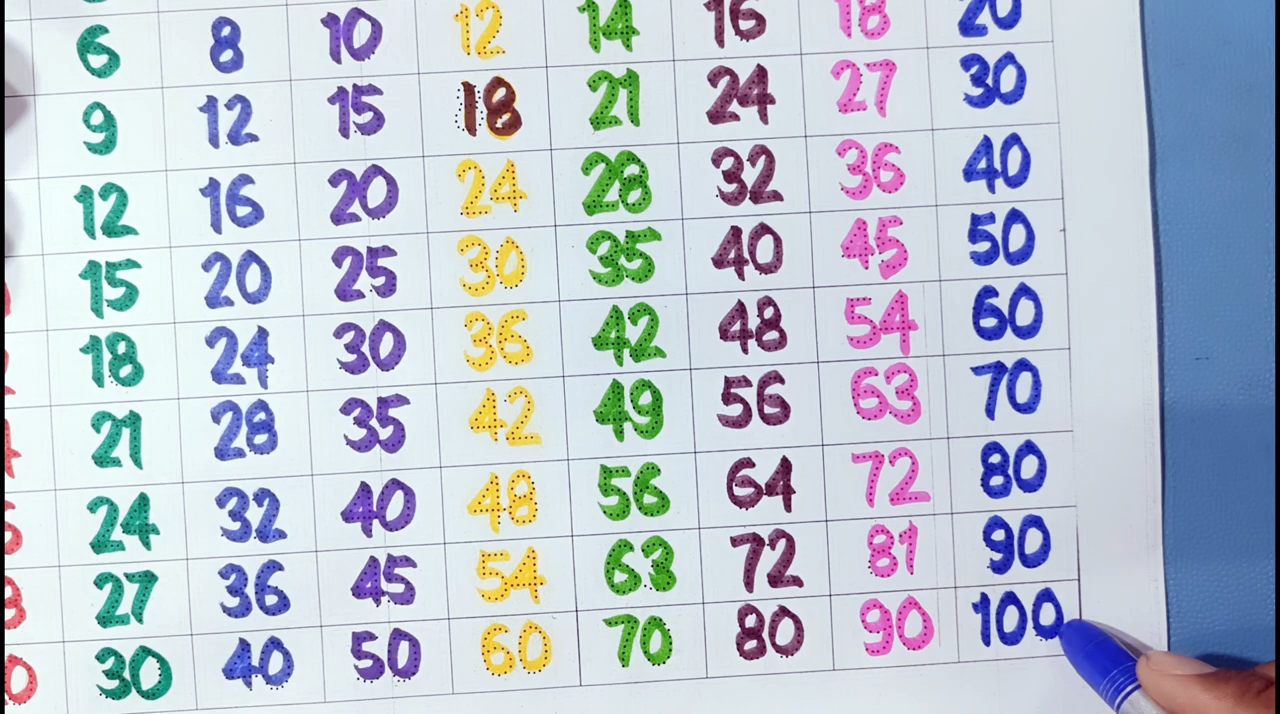 6 8 10 12 14 16 18 20
9 12 15 18 21 24 27 30
12 16 20 24 28 32 36 40
15 20 25 30 35 40 45 50
18 24 30 36 42 48 54 60
21 28 35 42 49 56 63 70
24 32 40 48 56 64 72 80
27 36 45 54 63 72 81 90
30 40 50 60 70 80 90 100